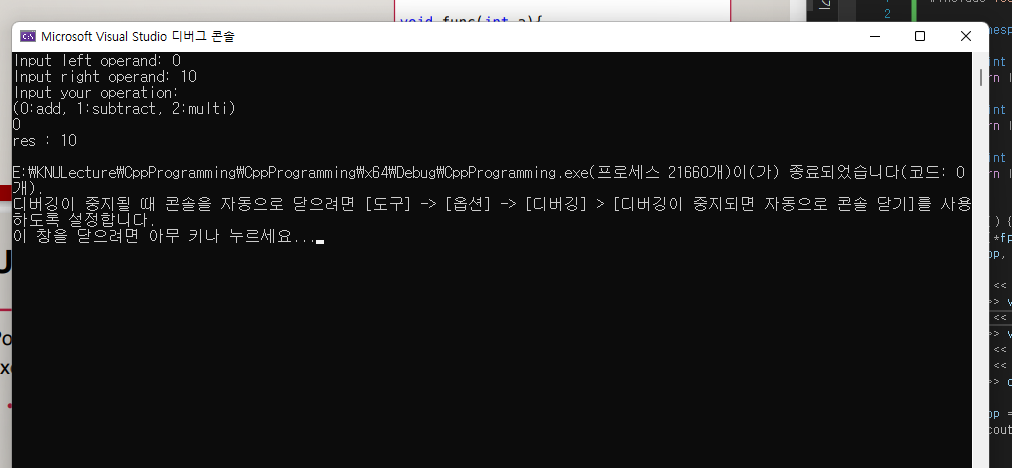 void func(int a){
2
Microsoft Visual Studio 디버그 콘솔
Input left operand: 0
Input right operand: 10
Input your operation:
(0:add, 1:subtract, 2:multi)
0
res : 10
E:\KNULecture\CppProgramming\CppProgramming\x64\Debug\CppProgramming.exe(프로세스 21660개)이(가) 종료되었습니다(코드: 0
개).
디버깅이 중지될 때 콘솔을 자동으로 닫으려면 [도구] -> [옵션] -> [디버깅] > [디버깅이 중지되면 자동으로 콘솔 닫기]를 사용
하도록 설정합니다.
이 창을 닫으려면 아무 키나 누르세요...